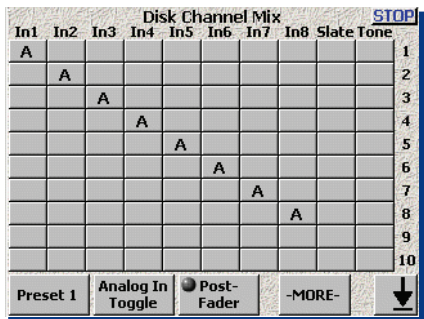 Disk Channel Mix STOP
In1 In2 In3 In4 In5 In6 In7 In8 Slate Tone
A 1
A 2
A 3
A 4
A 5
A 6
A 7
A 8
9
10
Preset 1 Analog In Toggle Post-Fader -MORE-